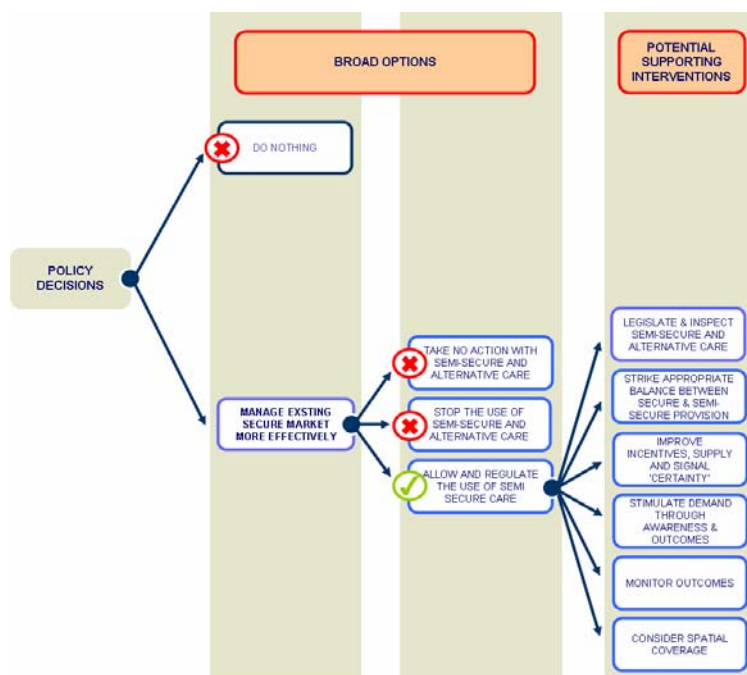 BROAD OPTIONS
POTENTIAL
SUPPORTING
INTERVENTIONS
DO NOTHING
POLICY
DECISIONS
MANAGE EXSTING
SECURE MARKET
MORE EFFECTIVELY
TAKE NO ACTION WITH
SEMI-SECURE AND
ALTERNATIVE CARE
STOP THE USE OF
SEMI-SECURE AND
ALTERNATIVE CARE
ALLOW AND REGULATE
THE USE OF SEMI
SECURE CARE
LEGISLATE & INSPECT
SEMI-SECURE AND
ALTERNATIVE CARE
STRIKE APPROPRIATE
BALANCE BETWEEN
SECURE & SEMI-
SECURE PROVISION
IMPROVE
INCENTIVES, SUPPLY
AND SIGNAL
'CERTAINTY'
STIMULATE DEMAND
THROUGH
AWARENESS &
OUTCOMES
MONITOR OUTCOMES
CONSIDER SPATIAL
COVERAGE